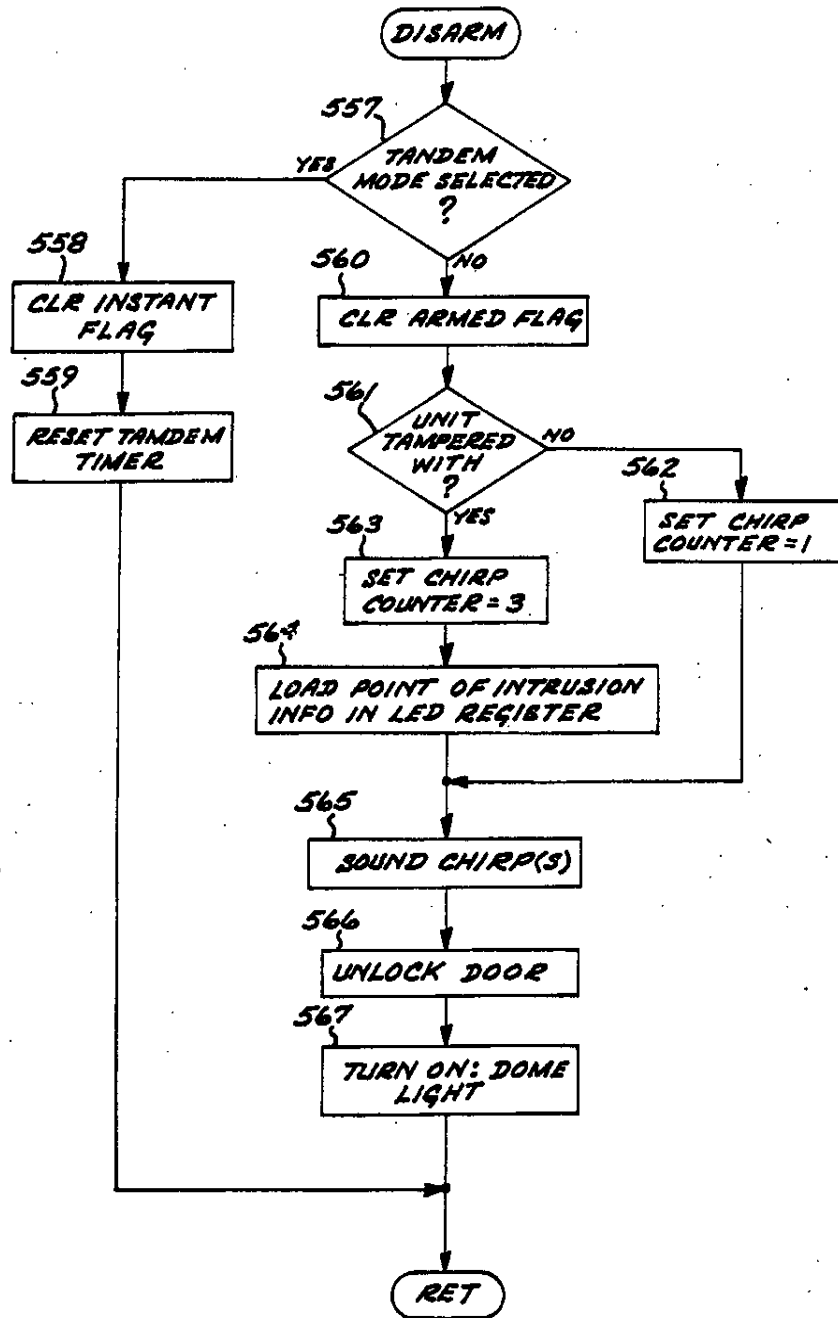 DISARM
557
TANDEM
MODE SELECTED
?
YES
NO
558
CLR INSTANT
FLAG
559
RESET TAMDEM
TIMER
560
CLR ARMED FLAG
561
UNIT
TAMPERED
WITH
?
NO
YES
562
SET CHIRP
COUNTER = 1
563
SET CHIRP
COUNTER = 3
564
LOAD POINT OF INTRUSION
INFO IN LED REGISTER
565
SOUND CHIRP(S)
566
UNLOCK DOOR
567
TURN ON: DOME
LIGHT
RET